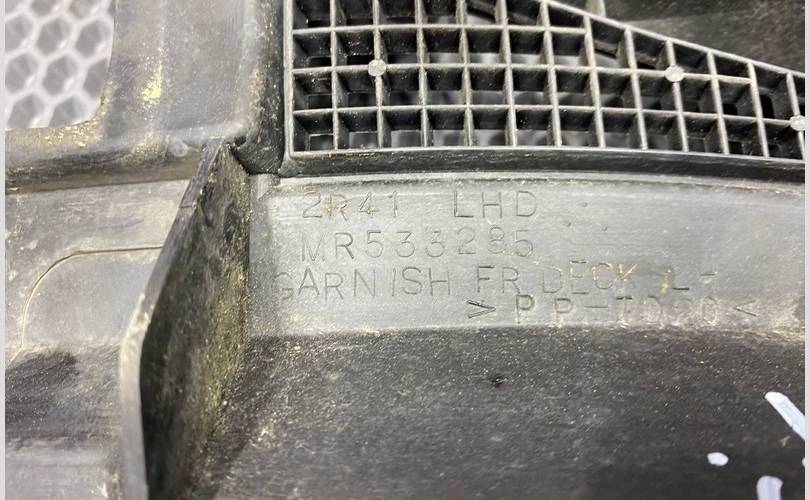 2R41 LHD
MR533285
GARNISH FR DECK L-
>PP-TD20<